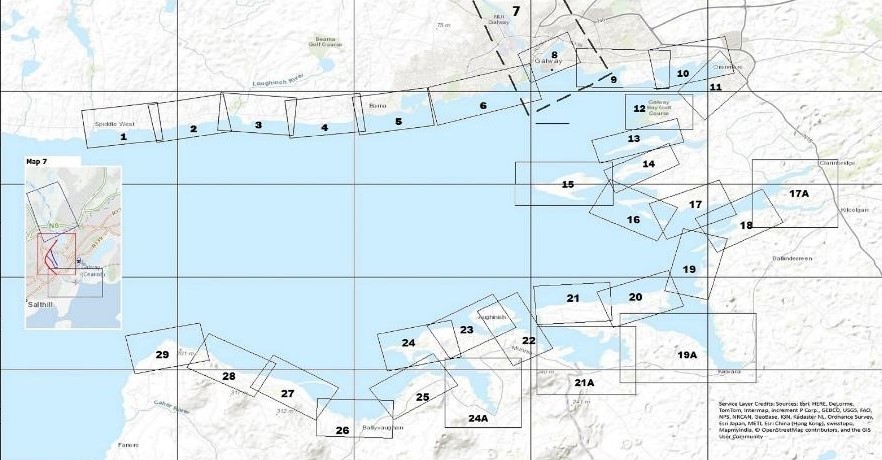 7
NUI
Galway
75 m
Bearna
Golf Course
8
Galway
Loughinch River
9
10
Oranmore
11
Spiddle West
1
2
3
4
Barna
5
6
12
Galway
Bay Golf
Course
13
14
Clarinbridge
15
16
17
17A
18
Kilcolgan
Map 7
N6
Salthill
19
Ballinderreen
20
21
22
Aughinish
23
24
19A
Kinvara
21A
29
28
27
25
24A
26
Ballyvaughan
Fanore
Service Layer Credits: Sources: Esri, HERE, DeLorme,
TomTom, Intermap, increment P Corp., GEBCO, USGS, FAO,
NPS, NRCAN, GeoBase, IGN, Kadaster NL, Ordnance Survey,
Esri Japan, METI, Esri China (Hong Kong), swisstopo,
MapmyIndia, © OpenStreetMap contributors, and the GIS
User Community